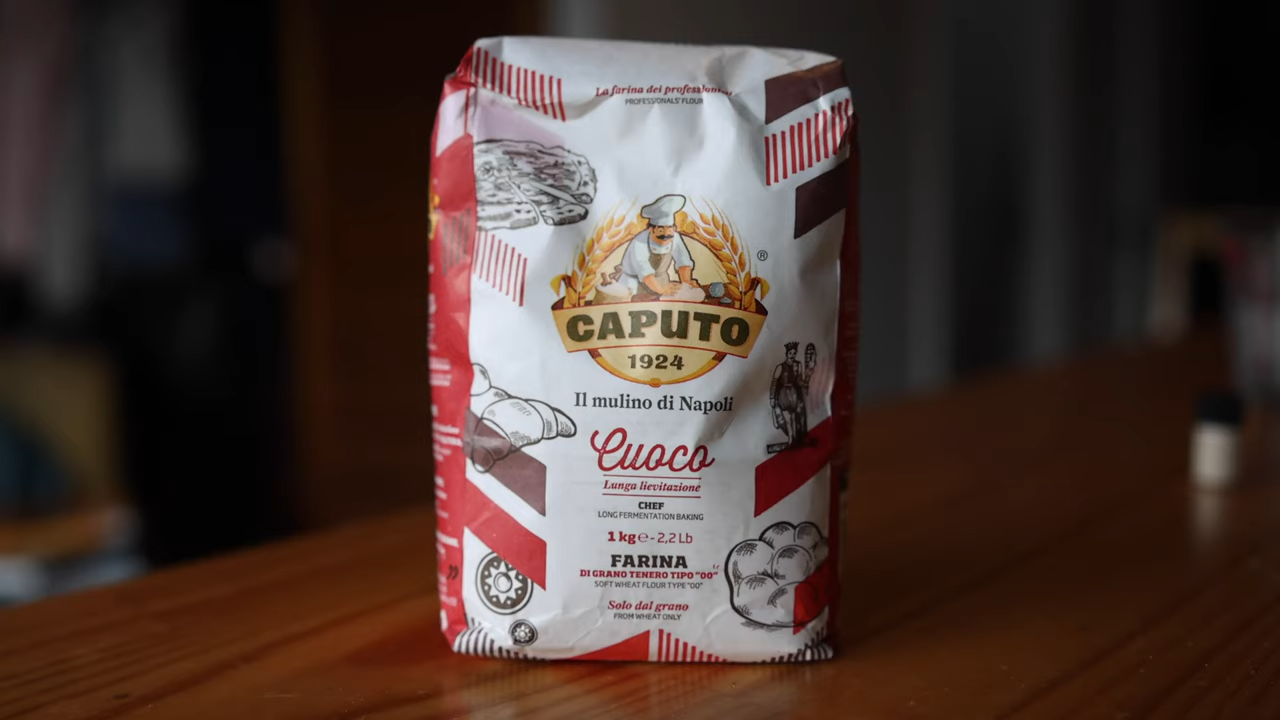 La farina dei professionisti
PROFESSIONALS' FLOUR
®
CAPUTO
1924
Il mulino di Napoli
Cuoco
Lunga lievitazione
CHEF
LONG FERMENTATION BAKING
1 kg ℮ - 2,2 Lb
FARINA
DI GRANO TENERO TIPO "00"
SOFT WHEAT FLOUR TYPE "00"
Solo dal grano
FROM WHEAT ONLY